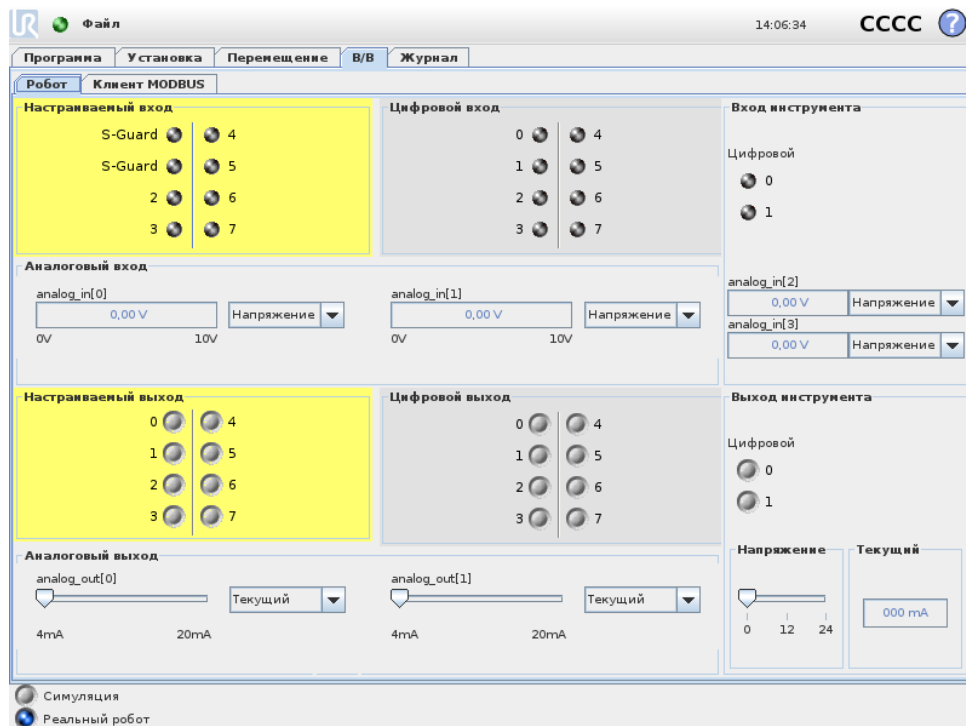 UR Файл 14:06:34 CCCC ?
Программа Установка Перемещение В/В Журнал
Робот Клиент MODBUS
Настраиваемый вход
S-Guard 4
S-Guard 5
2 6
3 7
Цифровой вход
0 4
1 5
2 6
3 7
Вход инструмента
Цифровой
0
1
Аналоговый вход
analog_in[0]
0,00 V Напряжение
0V 10V
analog_in[1]
0,00 V Напряжение
0V 10V
analog_in[2]
0,00 V Напряжение
analog_in[3]
0,00 V Напряжение
Настраиваемый выход
0 4
1 5
2 6
3 7
Цифровой выход
0 4
1 5
2 6
3 7
Выход инструмента
Цифровой
0
1
Аналоговый выход
analog_out[0]
Текущий
4mA 20mA
analog_out[1]
Текущий
4mA 20mA
Напряжение
0 12 24
Текущий
000 mA
Симуляция
Реальный робот